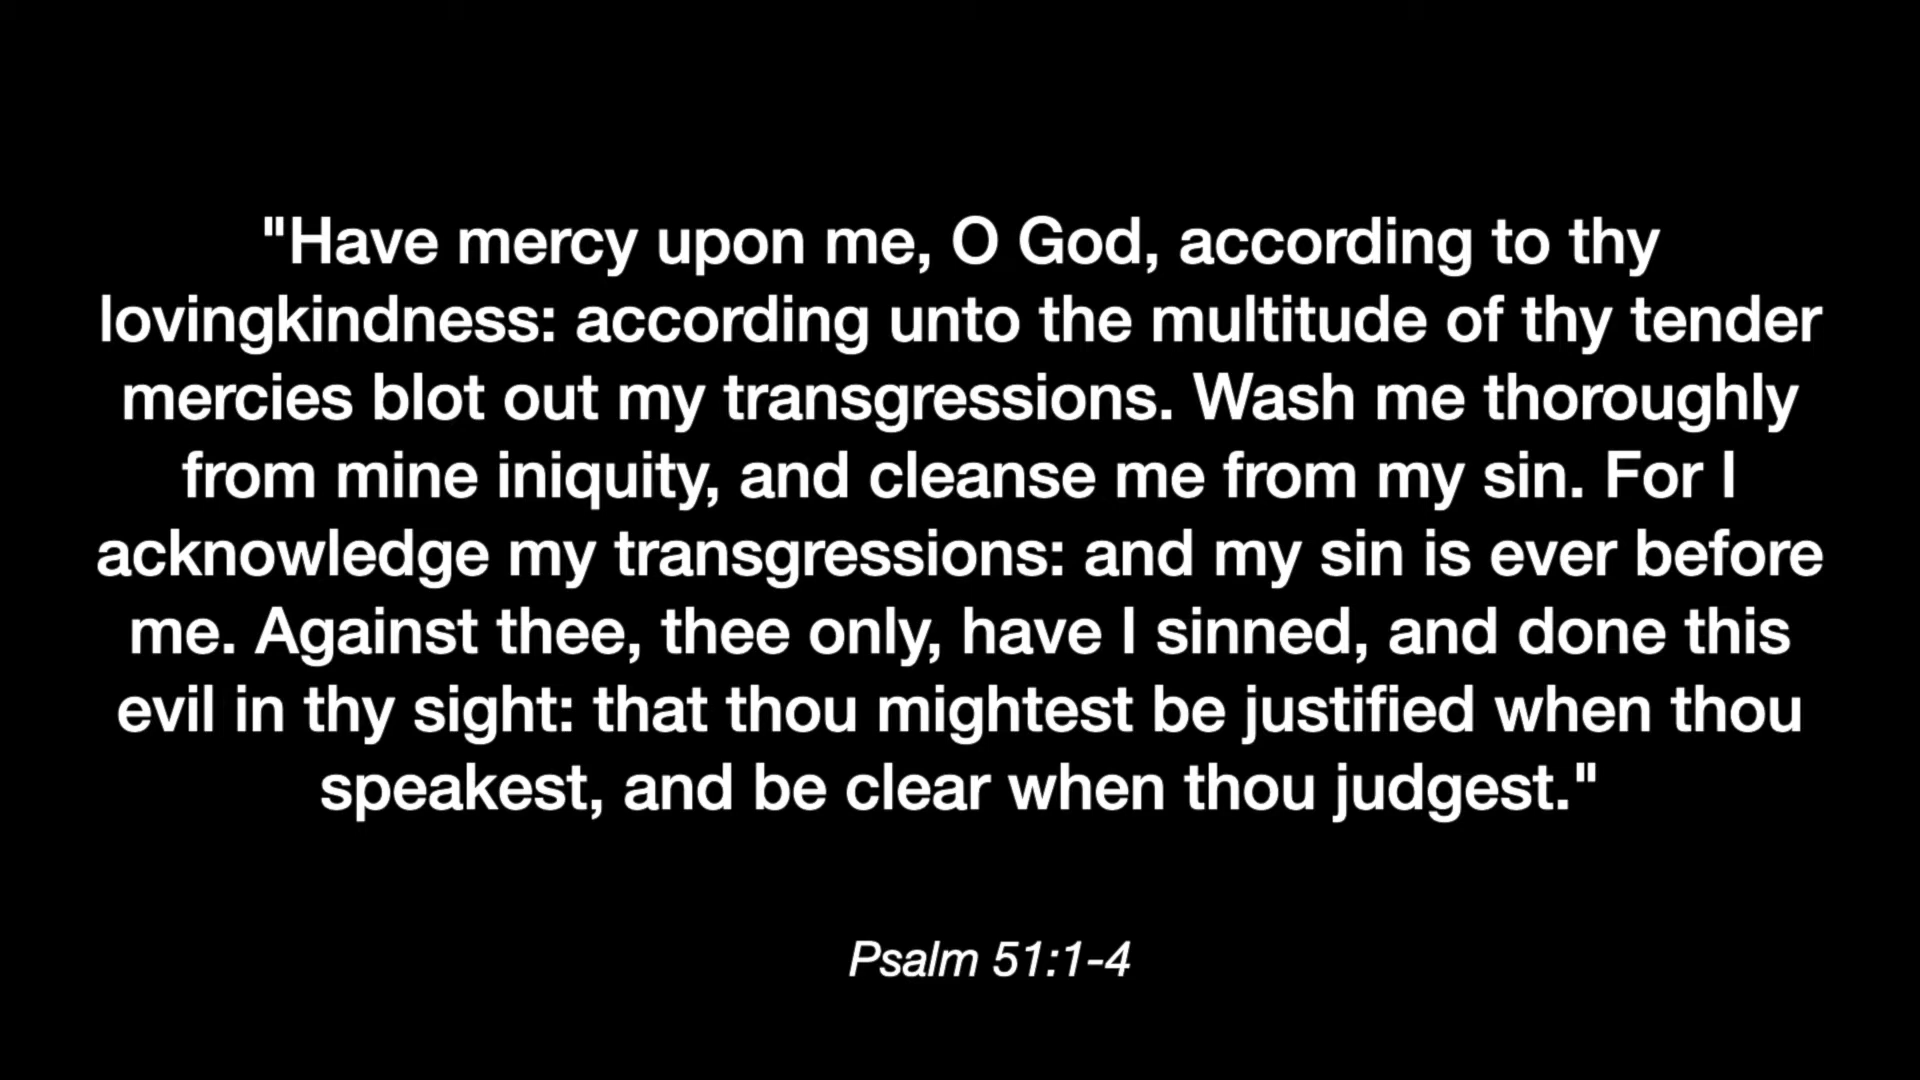 "Have mercy upon me, O God, according to thy
lovingkindness: according unto the multitude of thy tender
mercies blot out my transgressions. Wash me thoroughly
from mine iniquity, and cleanse me from my sin. For I
acknowledge my transgressions: and my sin is ever before
me. Against thee, thee only, have I sinned, and done this
evil in thy sight: that thou mightest be justified when thou
speakest, and be clear when thou judgest."
Psalm 51:1-4